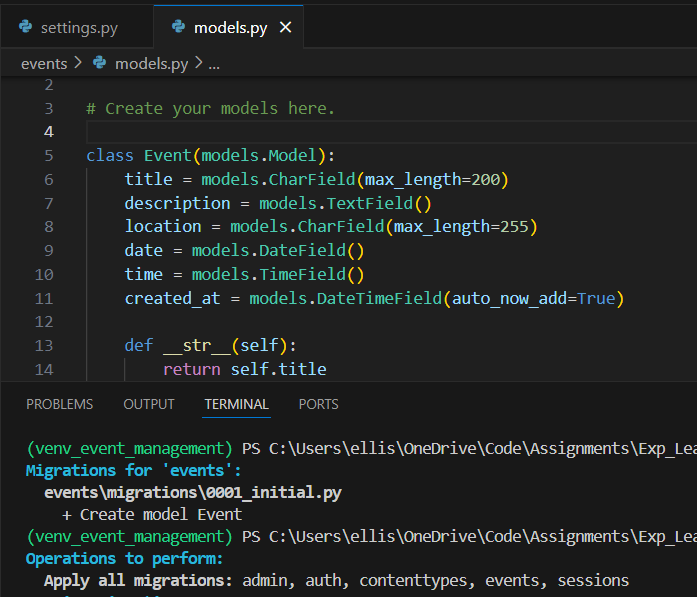 settings.py
models.py
events > models.py > ...
2
3 # Create your models here.
4
5 class Event(models.Model):
6 title = models.CharField(max_length=200)
7 description = models.TextField()
8 location = models.CharField(max_length=255)
9 date = models.DateField()
10 time = models.TimeField()
11 created_at = models.DateTimeField(auto_now_add=True)
12
13 def __str__(self):
14 return self.title
PROBLEMS OUTPUT TERMINAL PORTS
(venv_event_management) PS C:\Users\ellis\OneDrive\Code\Assignments\Exp_Lea
Migrations for 'events':
events\migrations\0001_initial.py
+ Create model Event
(venv_event_management) PS C:\Users\ellis\OneDrive\Code\Assignments\Exp_Lea
Operations to perform:
Apply all migrations: admin, auth, contenttypes, events, sessions